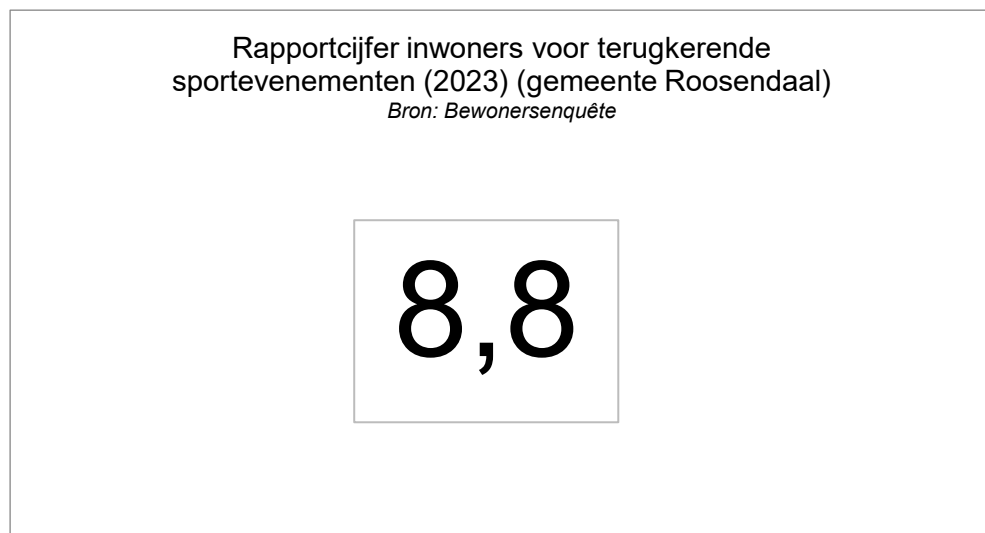 Rapportcijfer inwoners voor terugkerende
sportevenementen (2023) (gemeente Roosendaal)
Bron: Bewonersenquête
8,8